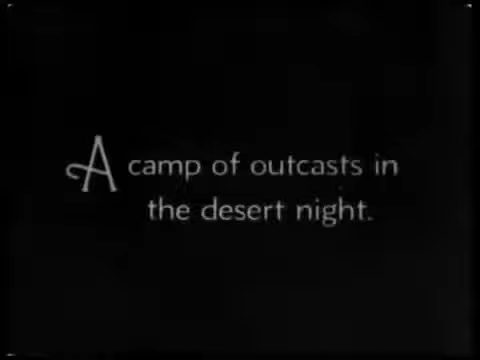 A camp of outcasts in
the desert night.